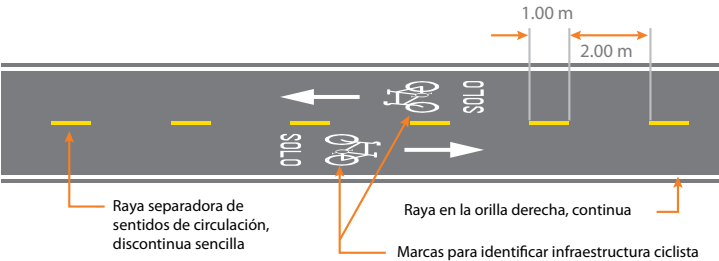 1.00 m
2.00 m
SOLO
SOLO
Raya separadora de
sentidos de circulación,
discontinua sencilla
Raya en la orilla derecha, continua
Marcas para identificar infraestructura ciclista